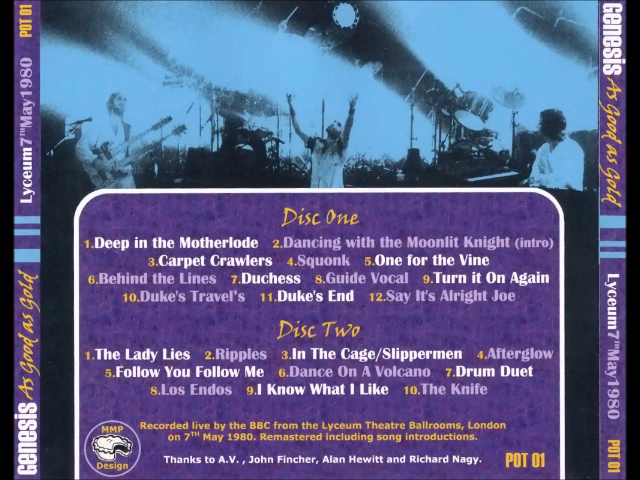 POT 01
Lyceum 7TH May 1980
Genesis As Good as Gold
Genesis As Good as Gold
Lyceum 7TH May 1980
POT 01
Disc One
1.Deep in the Motherlode 2.Dancing with the Moonlit Knight (intro)
3.Carpet Crawlers 4.Squonk 5.One for the Vine
6.Behind the Lines 7.Duchess 8.Guide Vocal 9.Turn it On Again
10.Duke's Travel's 11.Duke's End 12.Say It's Alright Joe
Disc Two
1.The Lady Lies 2.Ripples 3.In The Cage/Slippermen 4.Afterglow
5.Follow You Follow Me 6.Dance On A Volcano 7.Drum Duet
8.Los Endos 9.I Know What I Like 10.The Knife
MMP
Design
Recorded live by the BBC from the Lyceum Theatre Ballrooms, London
on 7TH May 1980. Remastered including song introductions.
Thanks to A.V. , John Fincher, Alan Hewitt and Richard Nagy.
POT 01